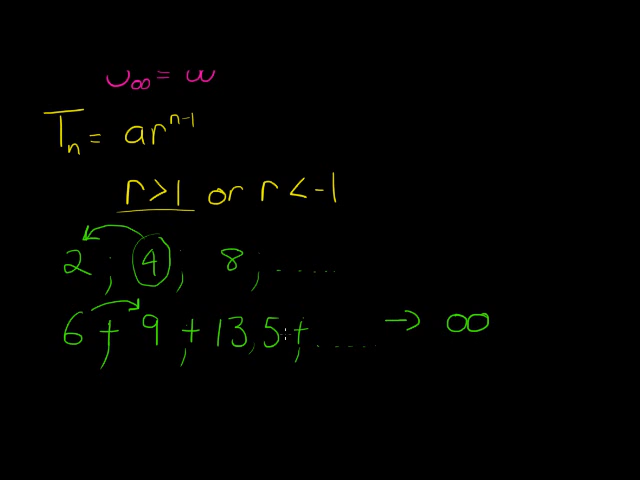 U∞ = w
Tn = ar^(n-1)
r > 1 or r < -1
2 ; 4 ; 8 ; ......
6 + 9 + 13,5 + ..... → ∞